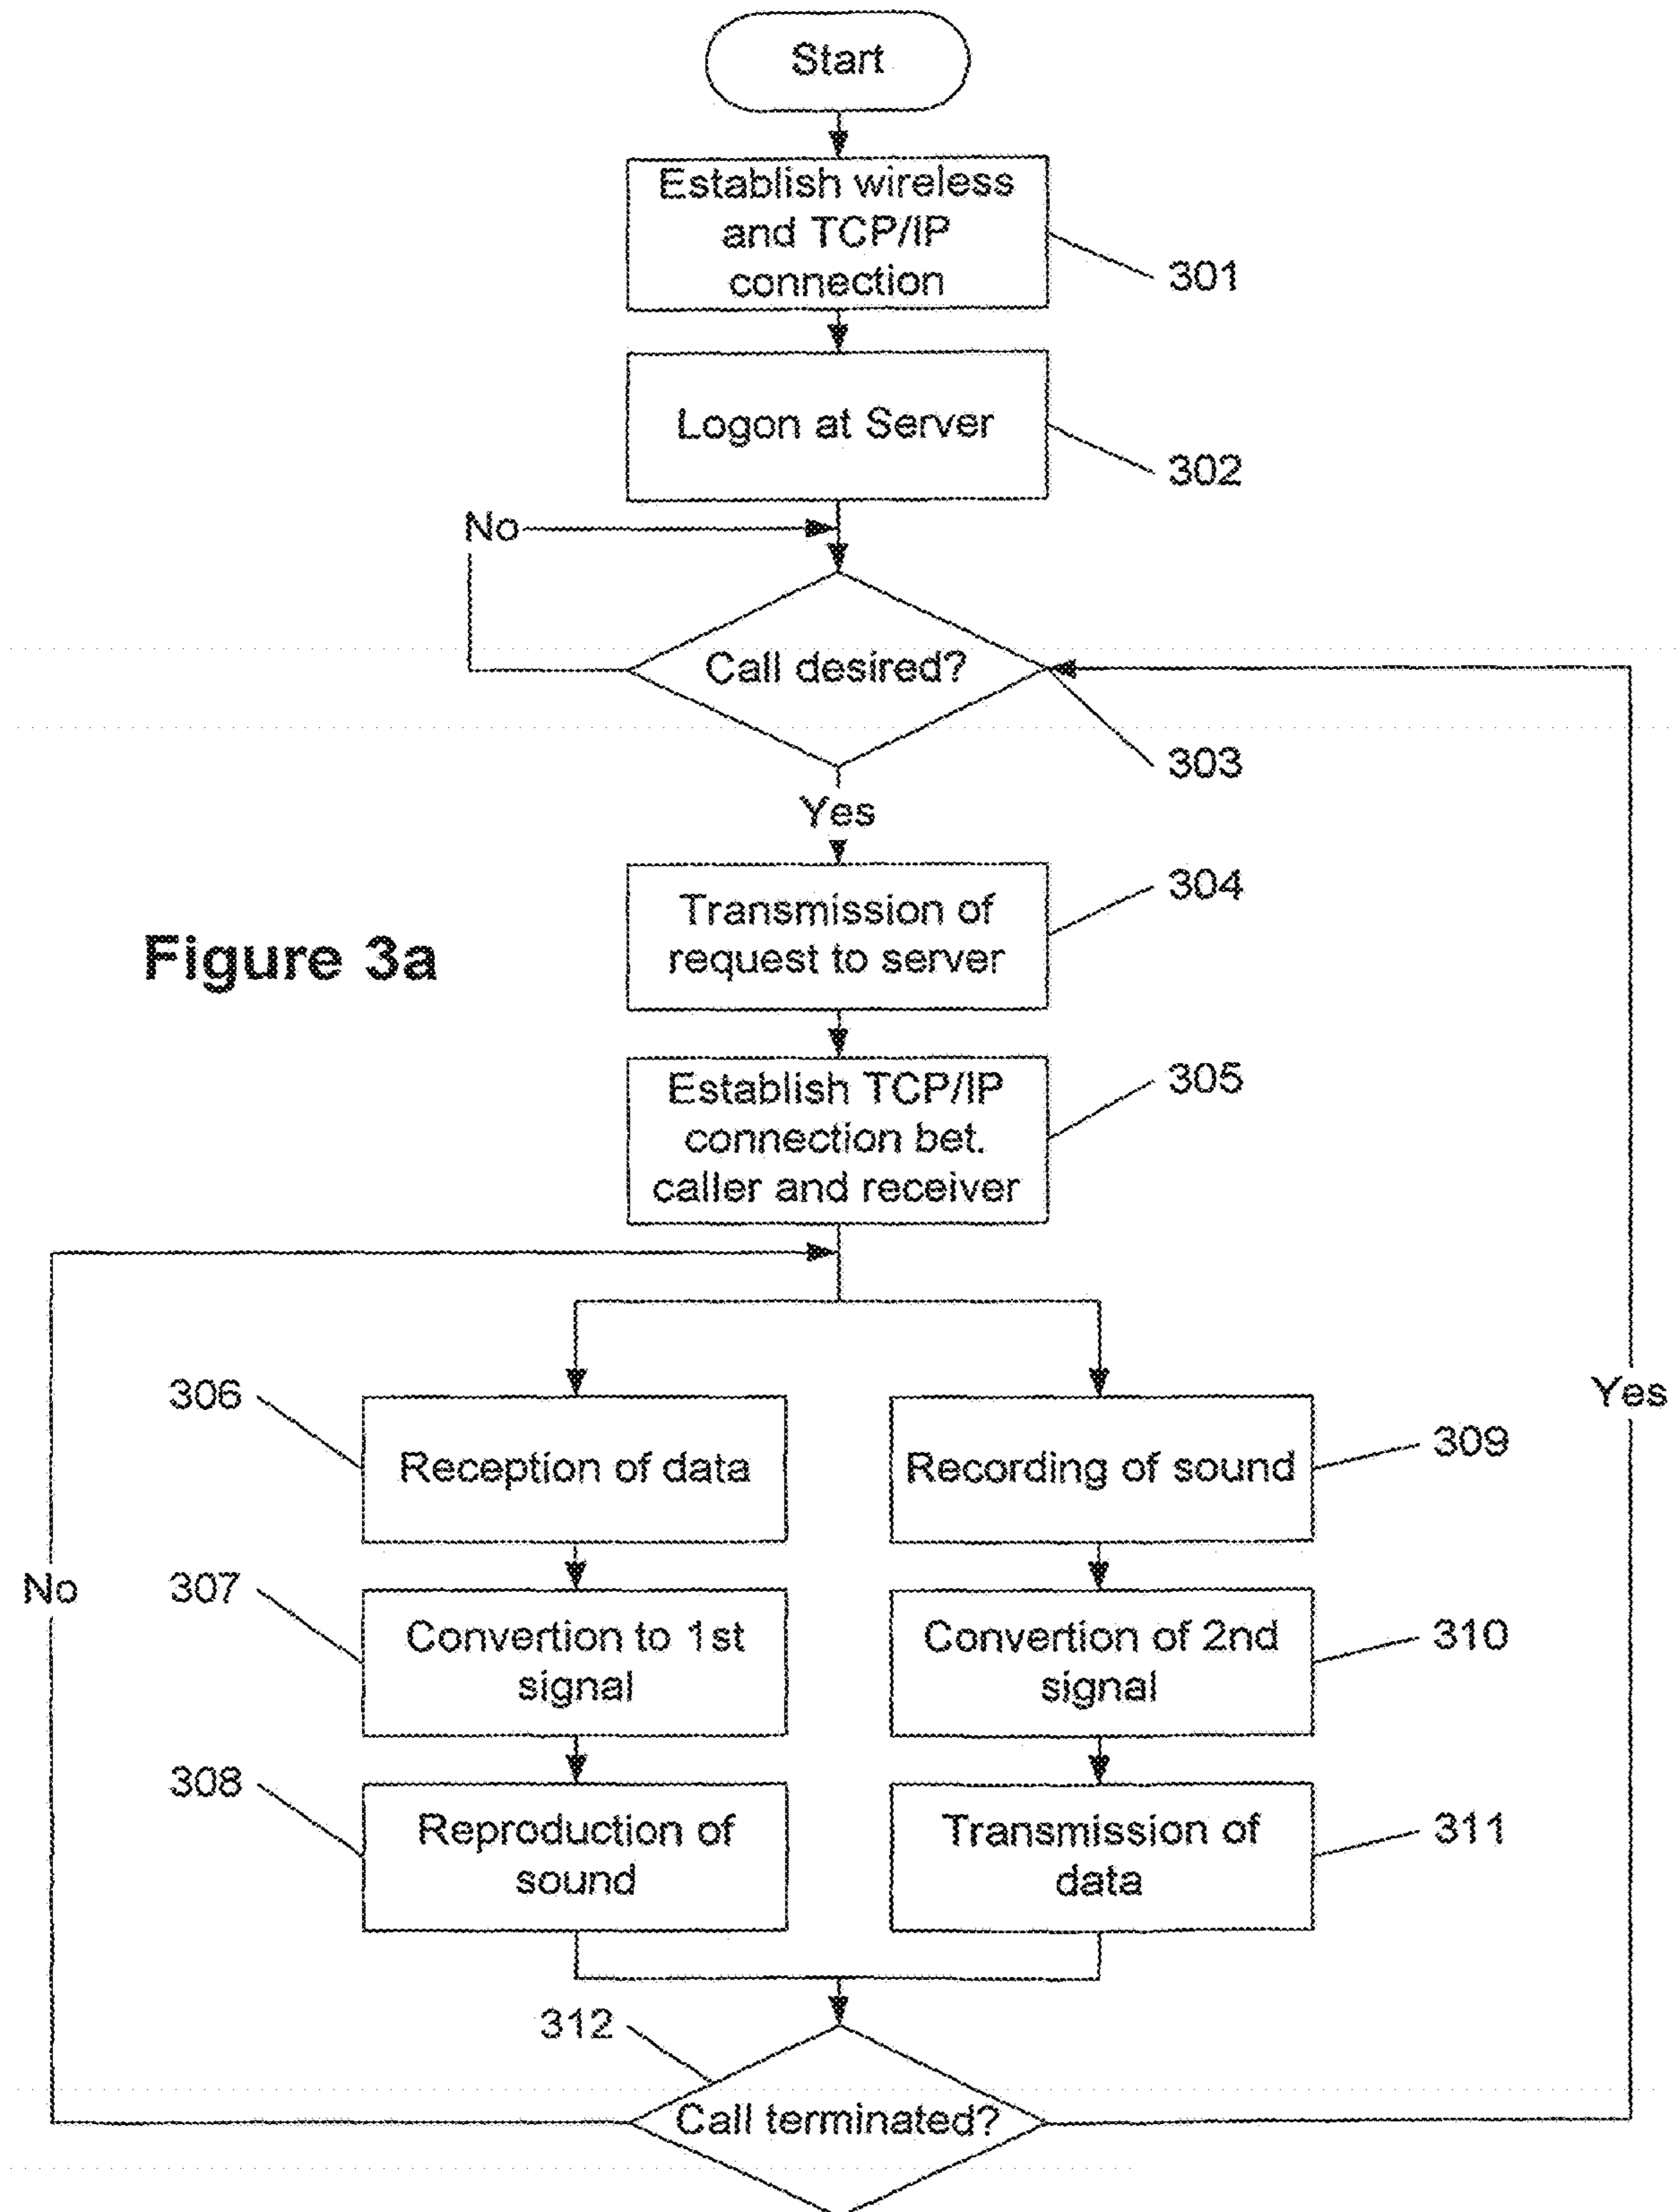 Start
Establish wireless
and TCP/IP
connection
301
Logon at Server
302
No
Call desired?
303
Yes
304
Transmission of
request to server
Figure 3a
305
Establish TCP/IP
connection bet.
caller and receiver
306
Reception of data
Recording of sound
309
Yes
No
307
Convertion to 1st
signal
Convertion of 2nd
signal
310
308
Reproduction of
sound
Transmission of
data
311
312
Call terminated?